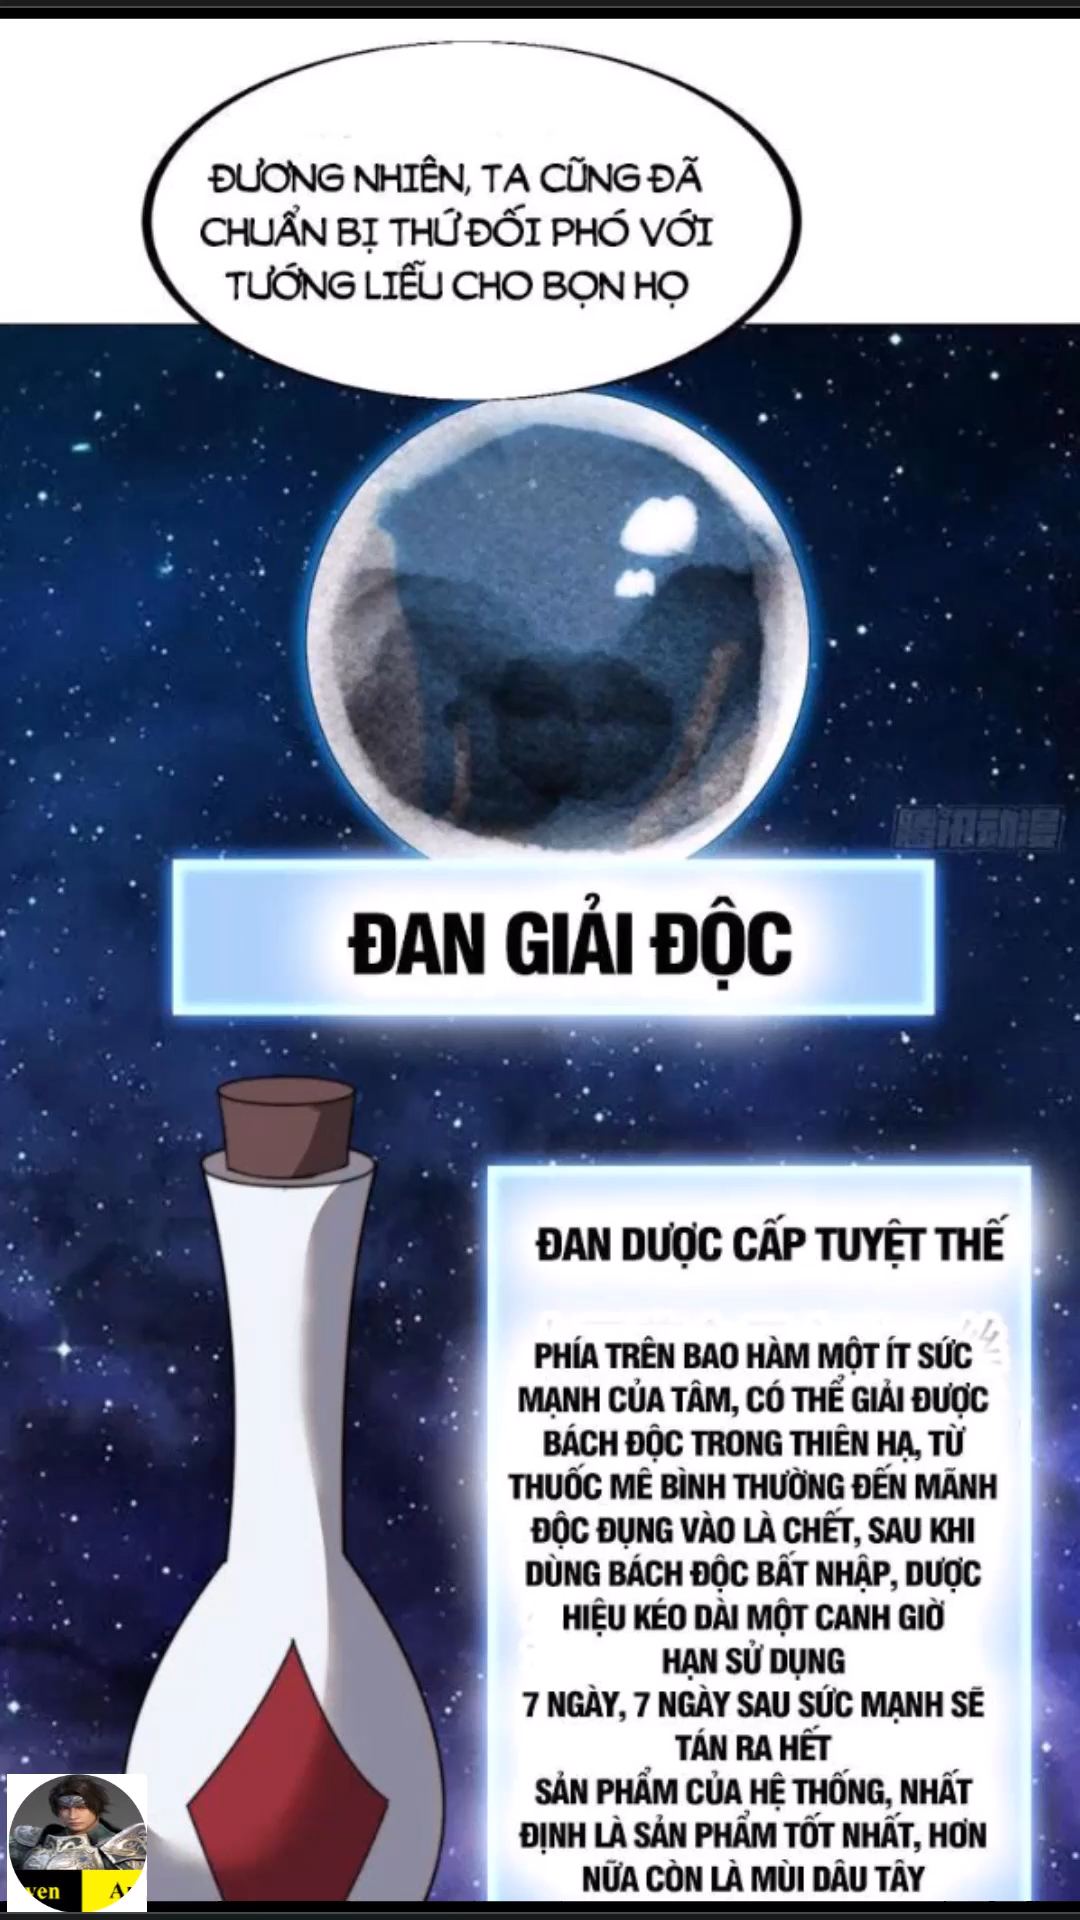 ĐƯƠNG NHIÊN, TA CŨNG ĐÃ
CHUẨN BỊ THỨ ĐỐI PHÓ VỚI
TƯỚNG LIỄU CHO BỌN HỌ
腾讯动漫
ĐAN GIẢI ĐỘC
ĐAN DƯỢC CẤP TUYỆT THẾ
PHÍA TRÊN BAO HÀM MỘT ÍT SỨC
MẠNH CỦA TÂM, CÓ THỂ GIẢI ĐƯỢC
BÁCH ĐỘC TRONG THIÊN HẠ, TỪ
THUỐC MÊ BÌNH THƯỜNG ĐẾN MÃNH
ĐỘC ĐỤNG VÀO LÀ CHẾT, SAU KHI
DÙNG BÁCH ĐỘC BẤT NHẬP, DƯỢC
HIỆU KÉO DÀI MỘT CANH GIỜ
HẠN SỬ DỤNG
7 NGÀY, 7 NGÀY SAU SỨC MẠNH SẼ
TÁN RA HẾT
SẢN PHẨM CỦA HỆ THỐNG, NHẤT
ĐỊNH LÀ SẢN PHẨM TỐT NHẤT, HƠN
NỮA CÒN LÀ MÙI DÂU TÂY